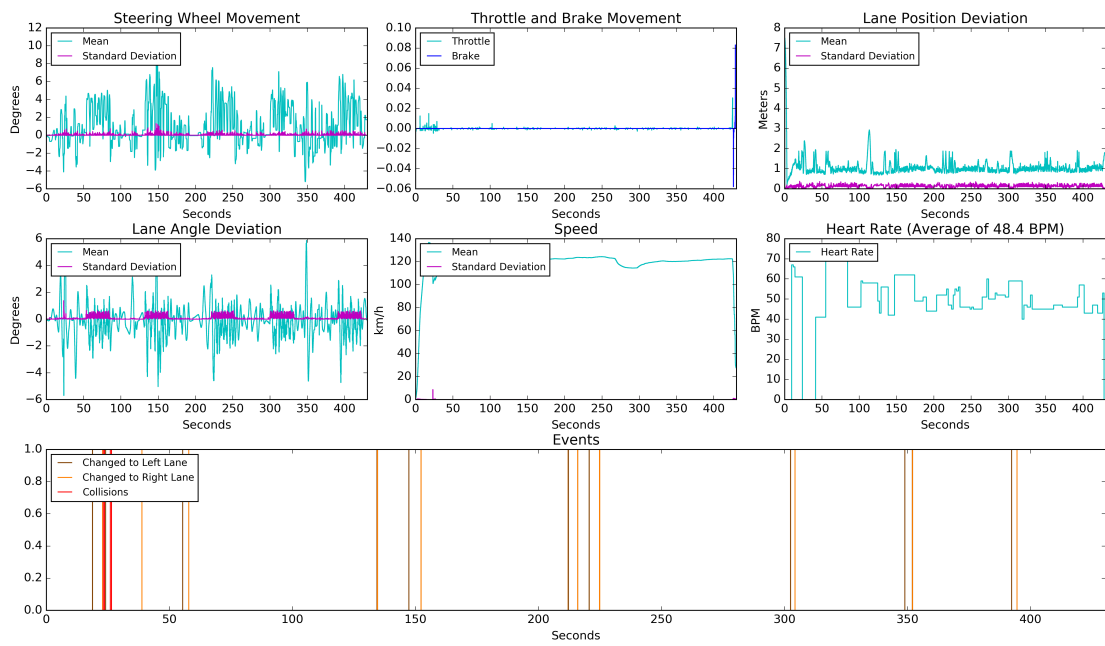 Steering Wheel Movement
12
10
8
6
4
2
0
−2
−4
−6
Degrees
Mean
Standard Deviation
0 50 100 150 200 250 300 350 400
Seconds
Throttle and Brake Movement
0.10
0.08
0.06
0.04
0.02
0.00
−0.02
−0.04
−0.06
Throttle
Brake
0 50 100 150 200 250 300 350 400
Seconds
Lane Position Deviation
8
7
6
5
4
3
2
1
0
Meters
Mean
Standard Deviation
0 50 100 150 200 250 300 350 400
Seconds
Lane Angle Deviation
6
4
2
0
−2
−4
−6
Degrees
Mean
Standard Deviation
0 50 100 150 200 250 300 350 400
Seconds
Speed
140
120
100
80
60
40
20
0
km/h
Mean
Standard Deviation
0 50 100 150 200 250 300 350 400
Seconds
Heart Rate (Average of 48.4 BPM)
80
70
60
50
40
30
20
10
0
BPM
Heart Rate
0 50 100 150 200 250 300 350 400
Seconds
Events
1.0
0.8
0.6
0.4
0.2
0.0
Changed to Left Lane
Changed to Right Lane
Collisions
0 50 100 150 200 250 300 350 400
Seconds